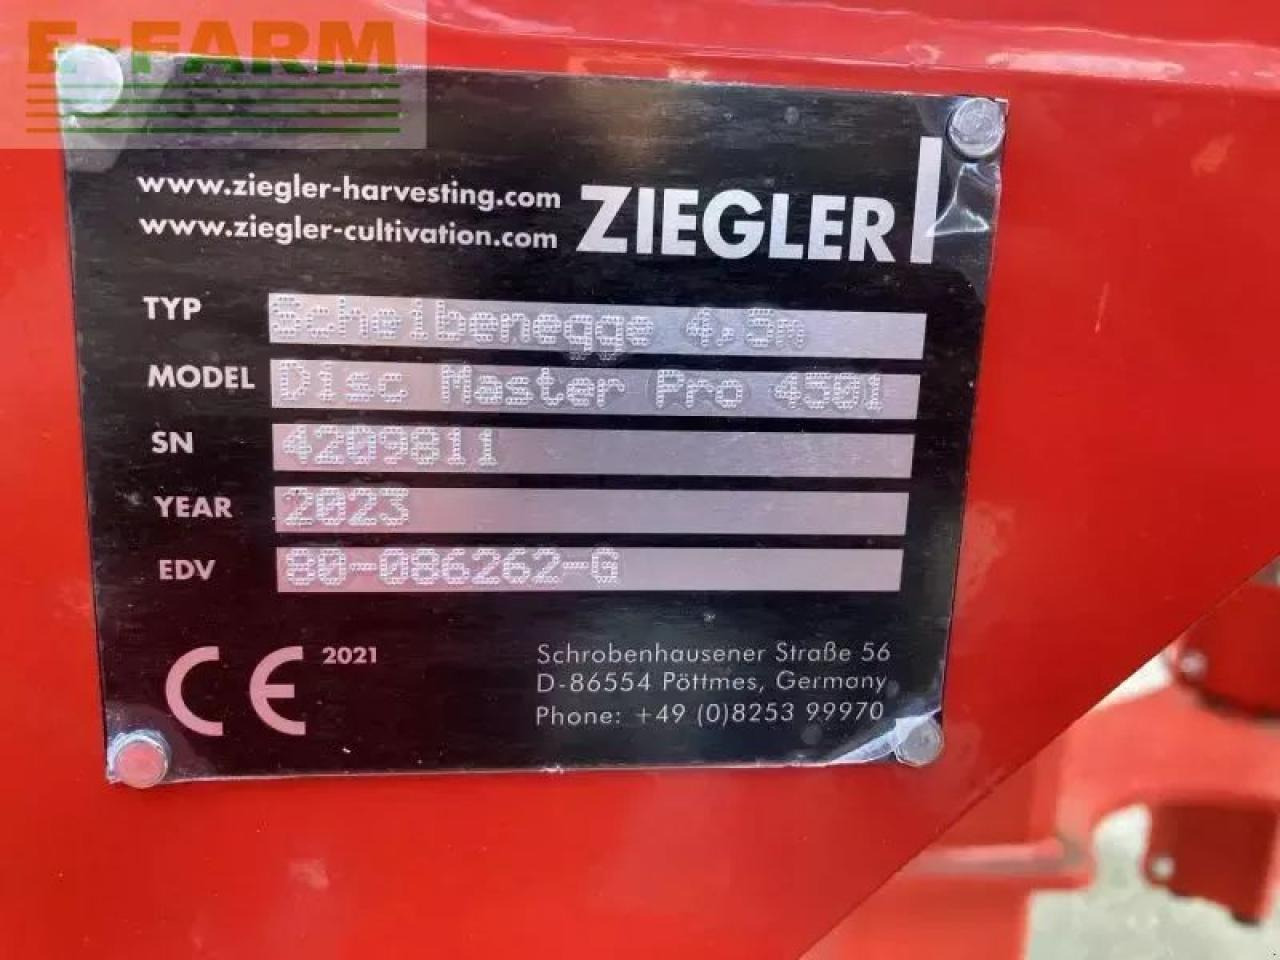 E-FARM
www.ziegler-harvesting.com
www.ziegler-cultivation.com
ZIEGLER
TYP Scheibenegge 4,5m
MODEL Disc Master Pro 4501
SN 4209811
YEAR 2023
EDV 80-086262-G
CE 2021
Schrobenhausener Straße 56
D-86554 Pöttmes, Germany
Phone: +49 (0)8253 99970